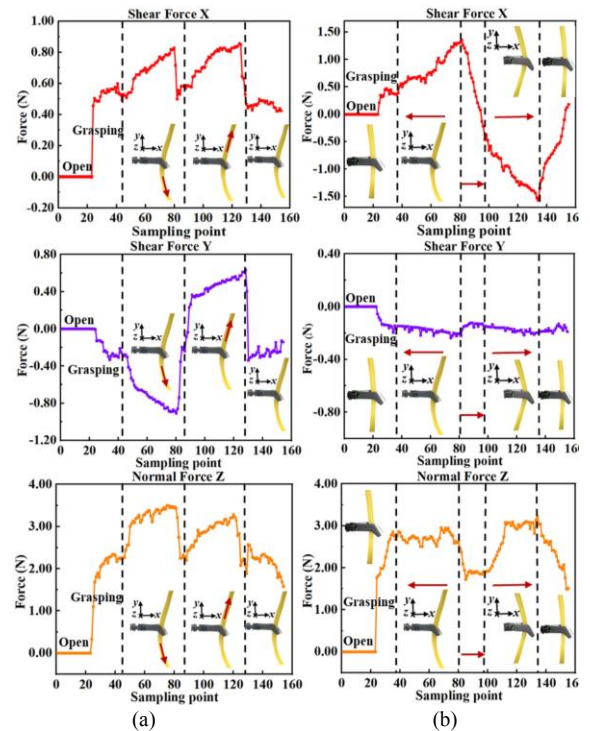 Shear Force X
1.00
0.80
0.60
0.40
0.20
0.00
-0.20
Force (N)
Grasping
Open
y
z
x
y
z
x
y
z
x
0 20 40 60 80 100 120 140 160
Sampling point
Shear Force X
1.50
1.00
0.50
0.00
-0.50
-1.00
-1.50
Force (N)
Grasping
Open
y
z
x
y
z
x
0 20 40 60 80 100 120 140 160
Sampling point
Shear Force Y
0.80
0.40
0.00
-0.40
-0.80
-1.20
Force (N)
Open
Grasping
y
z
x
y
z
x
y
z
x
0 20 40 60 80 100 120 140 160
Sampling point
Shear Force Y
0.40
0.00
-0.40
-0.80
Force (N)
Open
Grasping
y
z
x
y
z
x
0 20 40 60 80 100 120 140 160
Sampling point
Normal Force Z
4.00
3.00
2.00
1.00
0.00
Force (N)
Grasping
Open
y
z
x
y
z
x
y
z
x
0 20 40 60 80 100 120 140 160
Sampling point
(a)
Normal Force Z
4.00
3.00
2.00
1.00
0.00
Force (N)
Grasping
Open
y
z
x
y
z
x
0 20 40 60 80 100 120 140 160
Sampling point
(b)